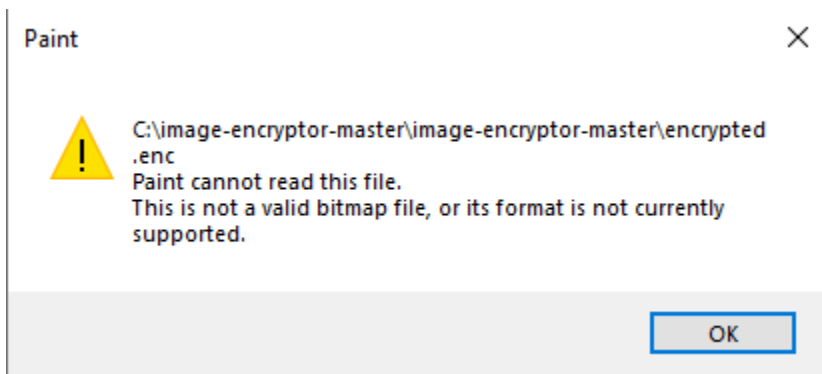 Paint
C:\image-encryptor-master\image-encryptor-master\encrypted
.enc
Paint cannot read this file.
This is not a valid bitmap file, or its format is not currently
supported.
OK